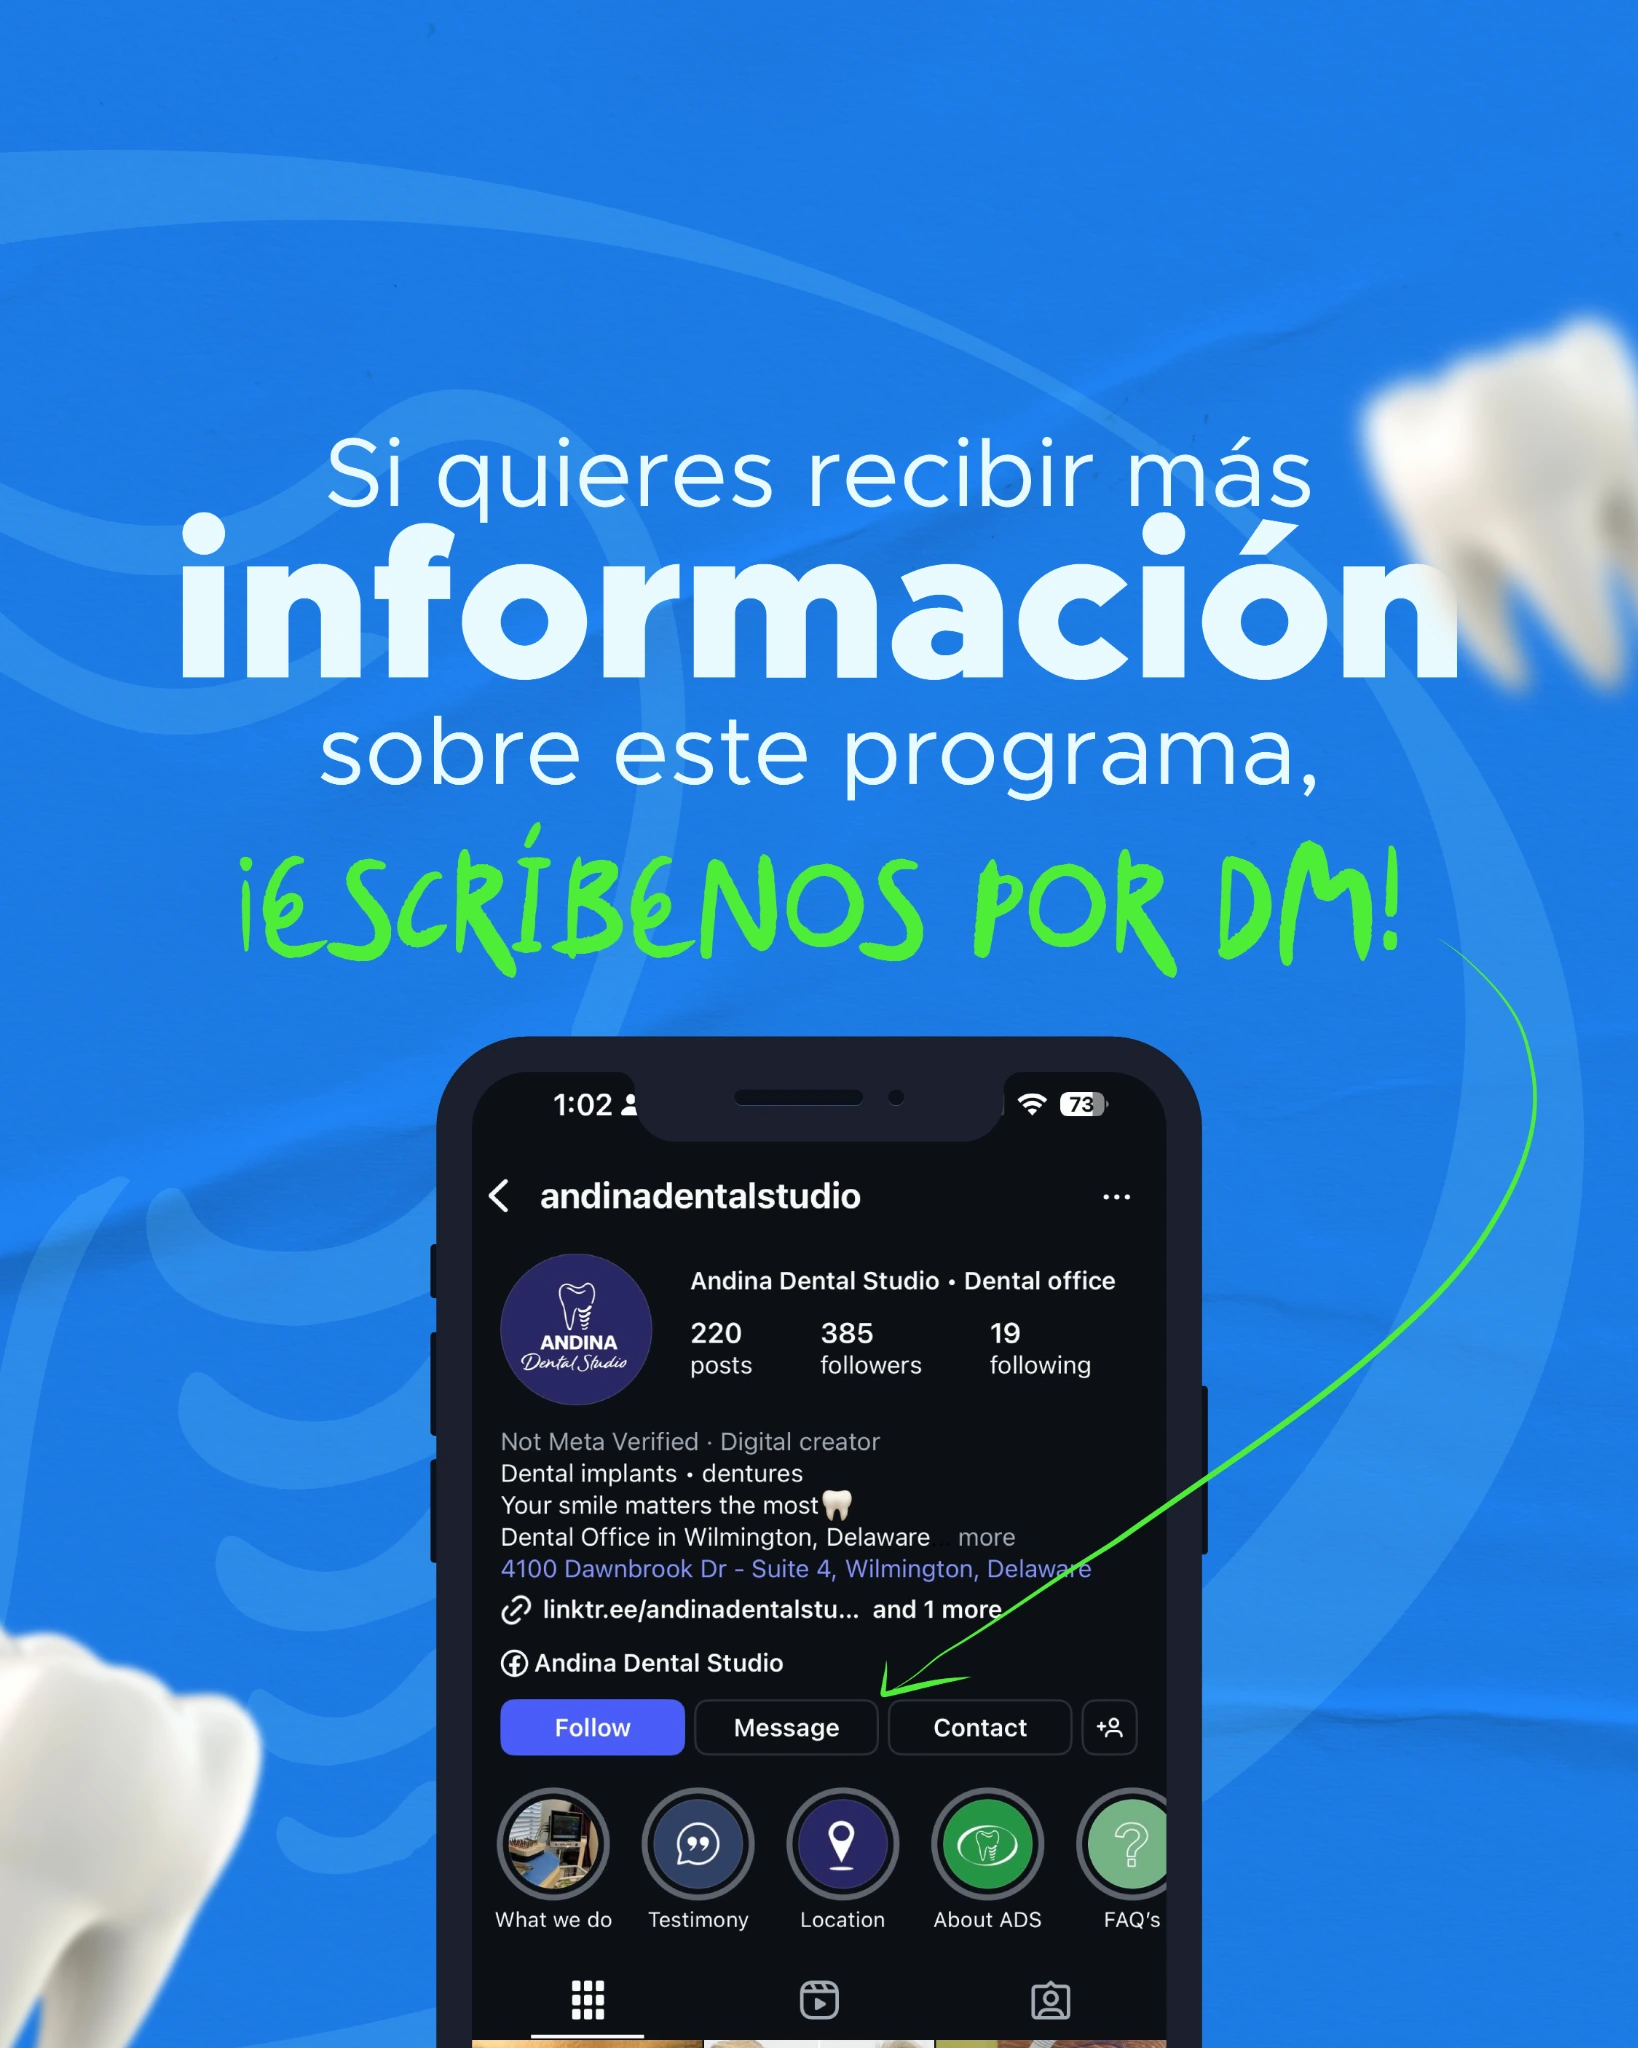 Si quieres recibir más
información
sobre este programa,
¡ESCRÍBENOS POR DM!
1:02
73
andinadentalstudio
ANDINA
Dental Studio
Andina Dental Studio • Dental office
220 385 19
posts followers following
Not Meta Verified · Digital creator
Dental implants • dentures
Your smile matters the most🦷
Dental Office in Wilmington, Delaware... more
4100 Dawnbrook Dr - Suite 4, Wilmington, Delaware
linktr.ee/andinadentalstu... and 1 more
Andina Dental Studio
Follow Message Contact
What we do Testimony Location About ADS FAQ's